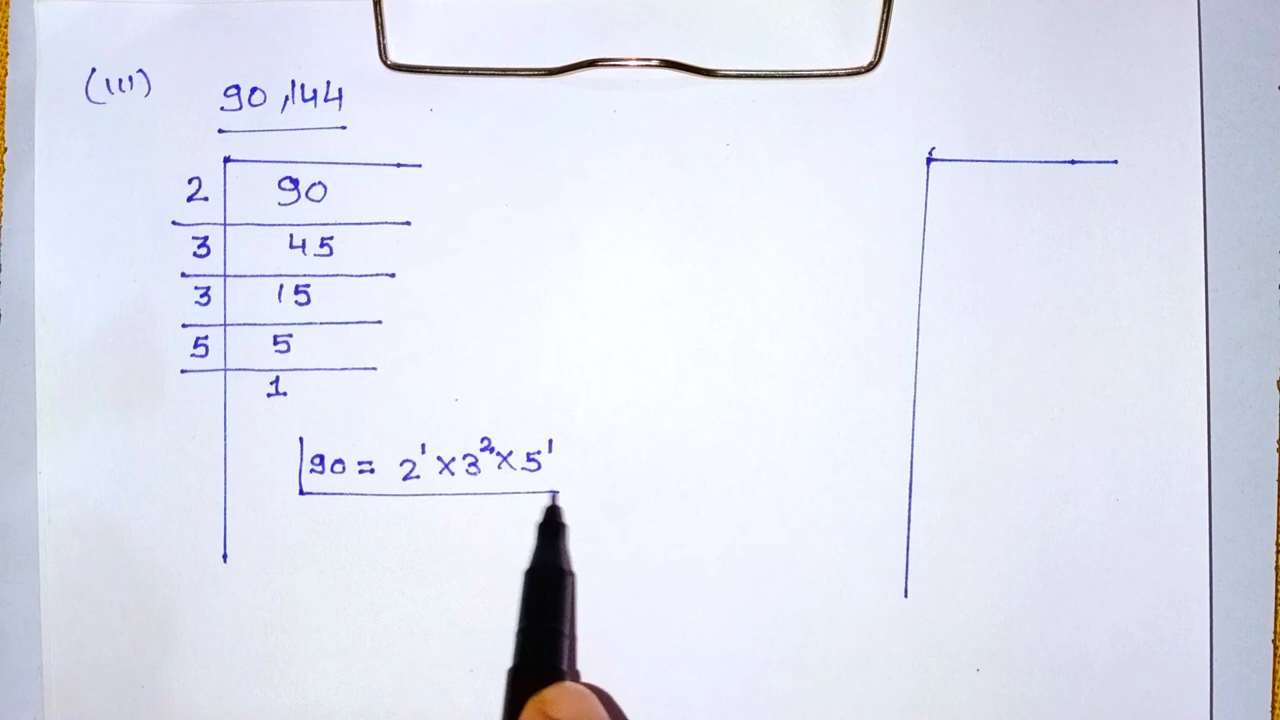 (III) 90,144
2 90
3 45
3 15
5 5
1
90 = 2¹ × 3² × 5¹